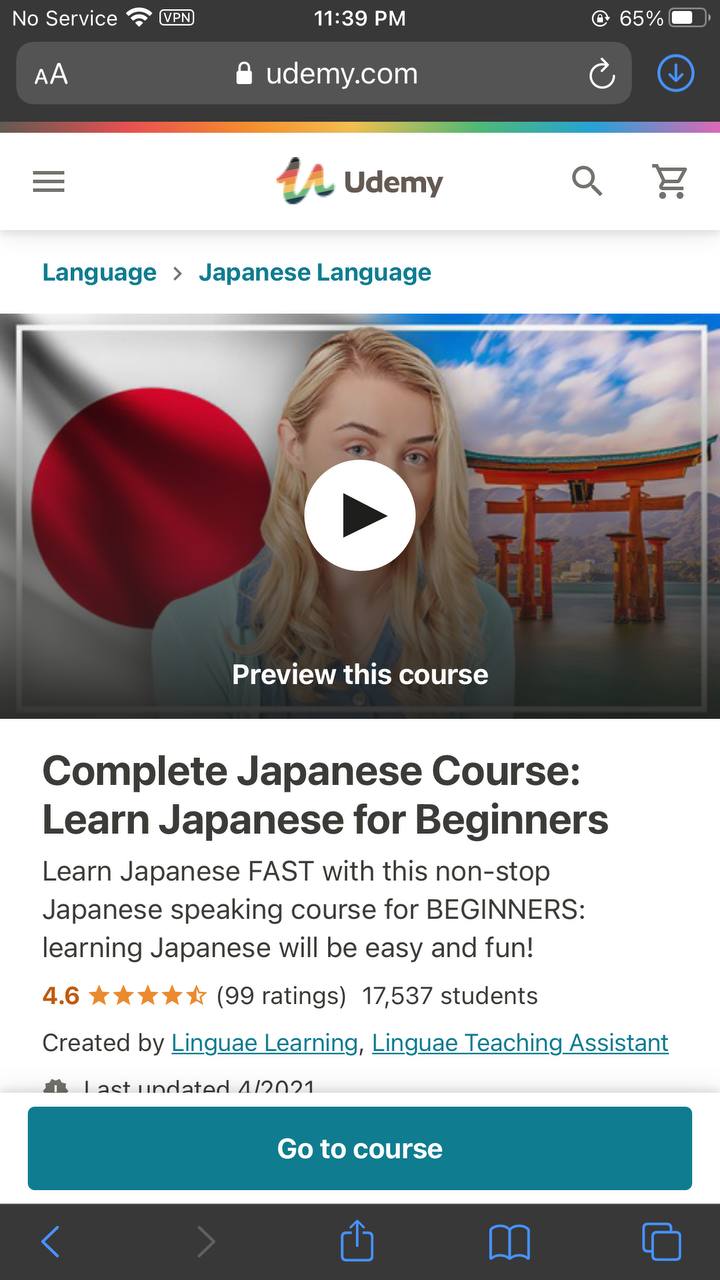 No Service VPN 11:39 PM 65%
AA udemy.com
Udemy
Language > Japanese Language
Preview this course
Complete Japanese Course:
Learn Japanese for Beginners
Learn Japanese FAST with this non-stop
Japanese speaking course for BEGINNERS:
learning Japanese will be easy and fun!
4.6 (99 ratings) 17,537 students
Created by Linguae Learning, Linguae Teaching Assistant
Last updated 4/2021
Go to course